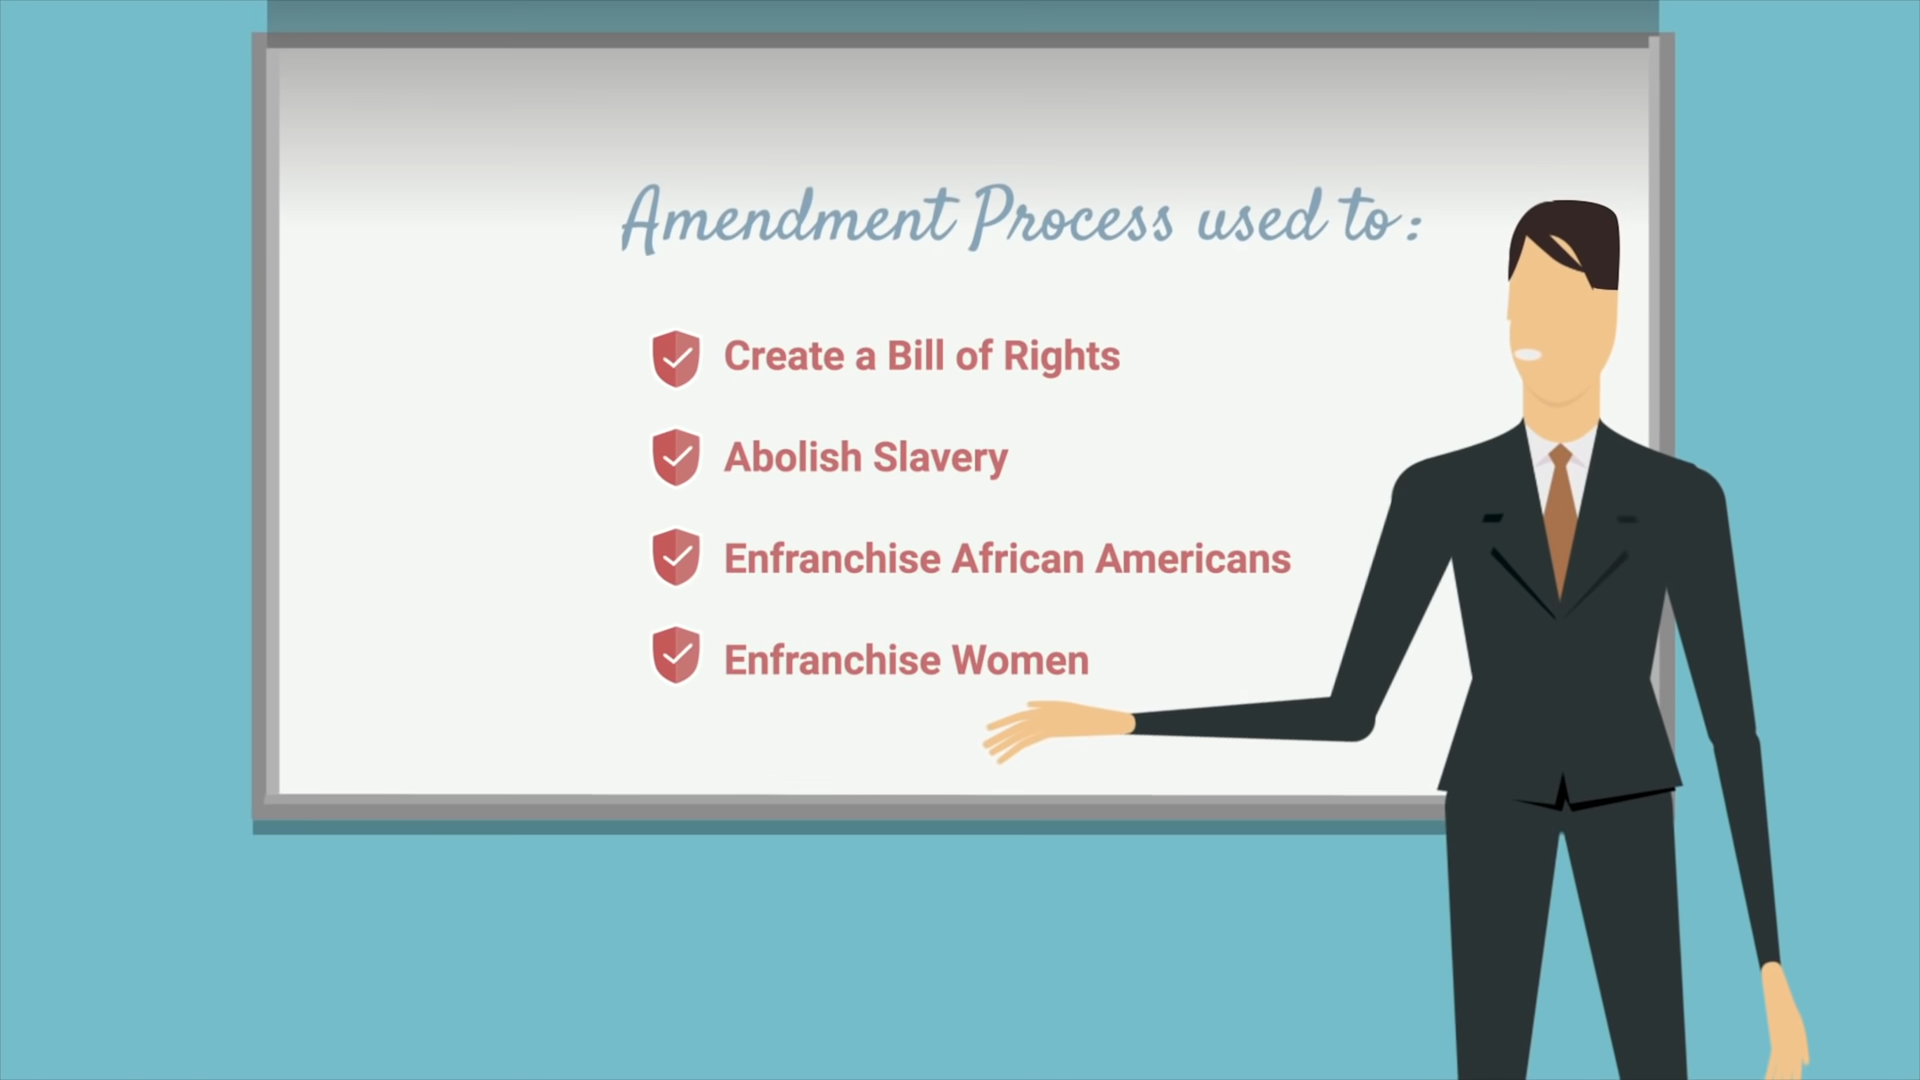 Amendment Process used to:
Create a Bill of Rights
Abolish Slavery
Enfranchise African Americans
Enfranchise Women